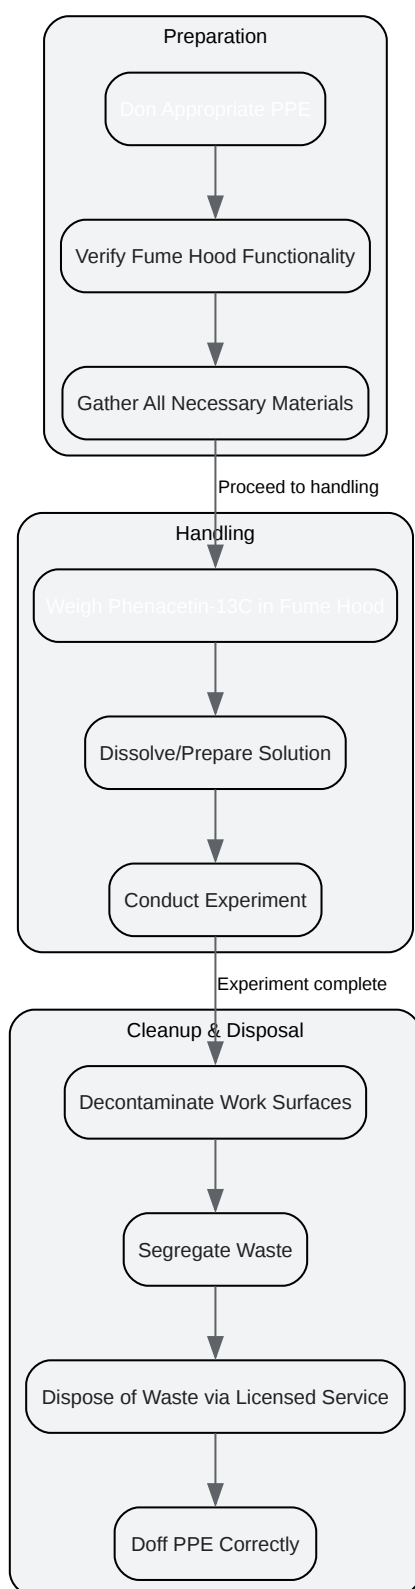 Preparation
Don Appropriate PPE
Verify Fume Hood Functionality
Gather All Necessary Materials
Proceed to handling
Handling
Weigh Phenacetin-13C in Fume Hood
Dissolve/Prepare Solution
Conduct Experiment
Experiment complete
Cleanup & Disposal
Decontaminate Work Surfaces
Segregate Waste
Dispose of Waste via Licensed Service
Doff PPE Correctly